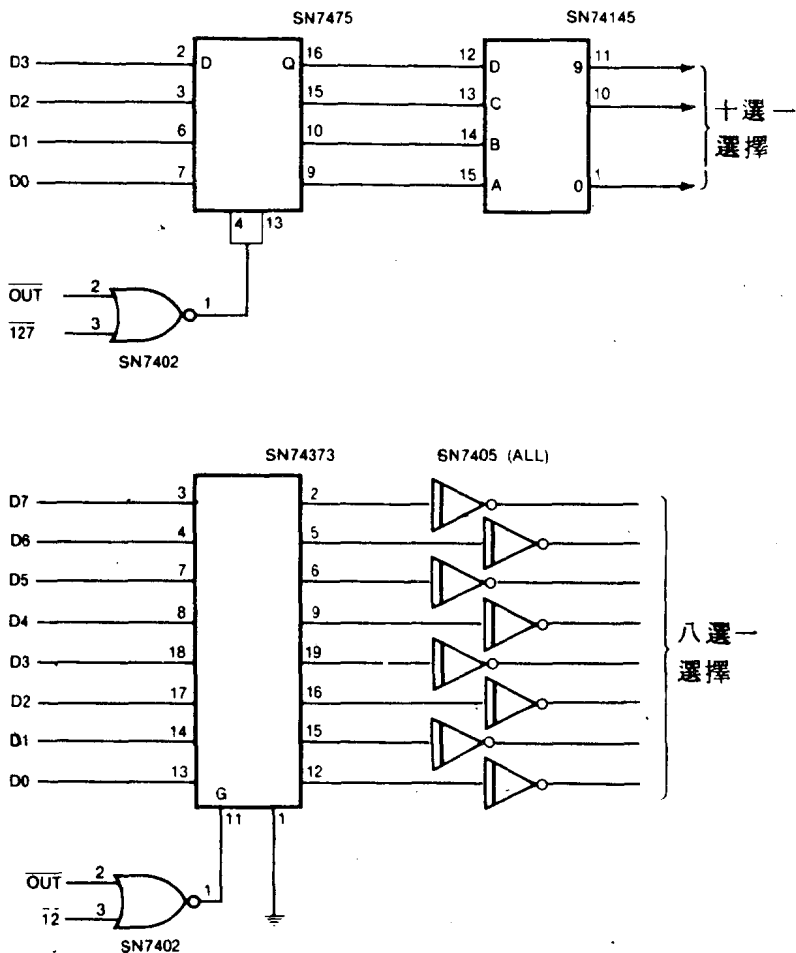 SN7475
SN74145
D3 2 D Q 16 12 D 9 11
D2 3 15 13 C 10
D1 6 10 14 B
D0 7 9 15 A 0 1
十選一
選擇
4 13
OUT 2
1
127 3
SN7402
SN74373
SN7405 (ALL)
D7 3 2
D6 4 5
D5 7 6
D4 8 9
D3 18 19
D2 17 16
D1 14 15
D0 13 12
八選一
選擇
G
11 1
OUT 2
1
12 3
SN7402